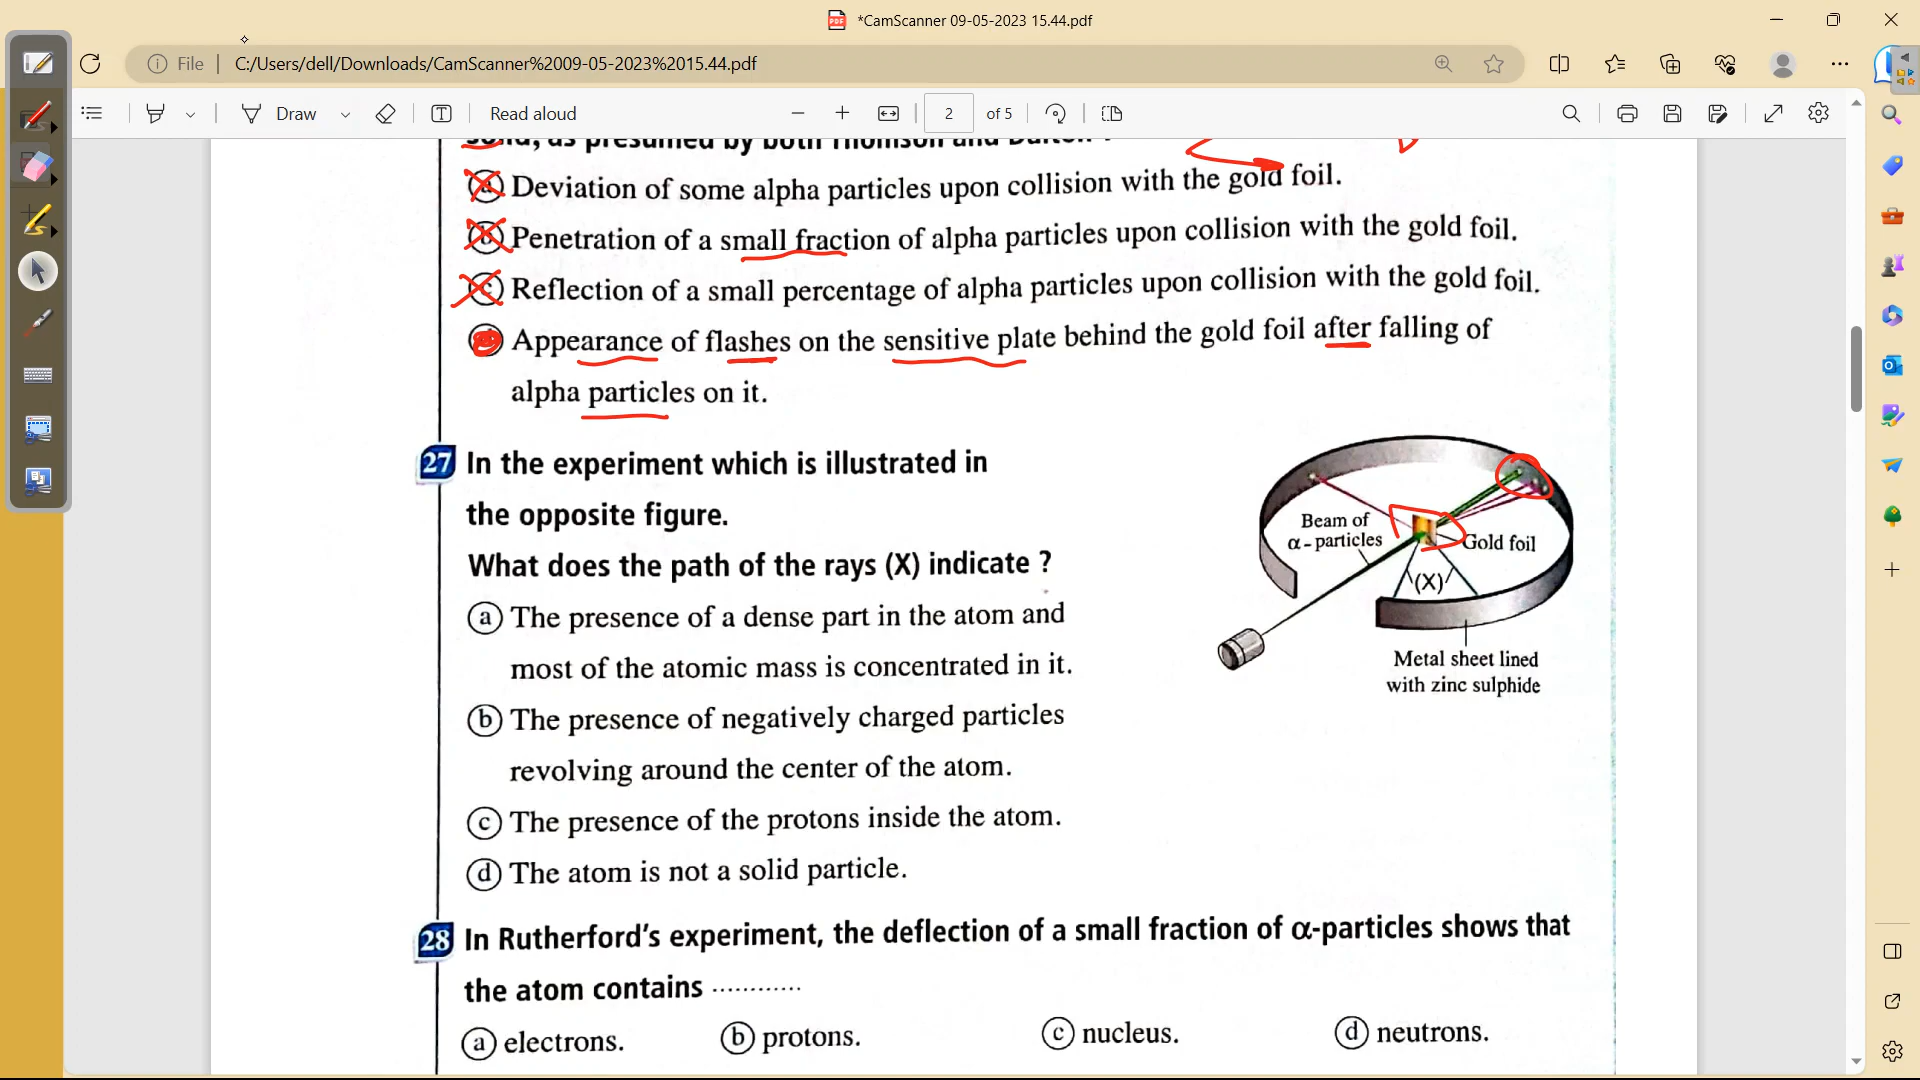 *CamScanner 09-05-2023 15.44.pdf
File
C:/Users/dell/Downloads/CamScanner%2009-05-2023%2015.44.pdf
Draw
Read aloud
2
of 5
solid, as presumed by both Thomson and Dalton ?
a Deviation of some alpha particles upon collision with the gold foil.
b Penetration of a small fraction of alpha particles upon collision with the gold foil.
c Reflection of a small percentage of alpha particles upon collision with the gold foil.
Appearance of flashes on the sensitive plate behind the gold foil after falling of
alpha particles on it.
27 In the experiment which is illustrated in
the opposite figure.
What does the path of the rays (X) indicate ?
a The presence of a dense part in the atom and
most of the atomic mass is concentrated in it.
b The presence of negatively charged particles
revolving around the center of the atom.
c The presence of the protons inside the atom.
d The atom is not a solid particle.
Beam of
α - particles
Gold foil
(X)
Metal sheet lined
with zinc sulphide
28 In Rutherford's experiment, the deflection of a small fraction of α-particles shows that
the atom contains ............
a electrons. b protons. c nucleus. d neutrons.